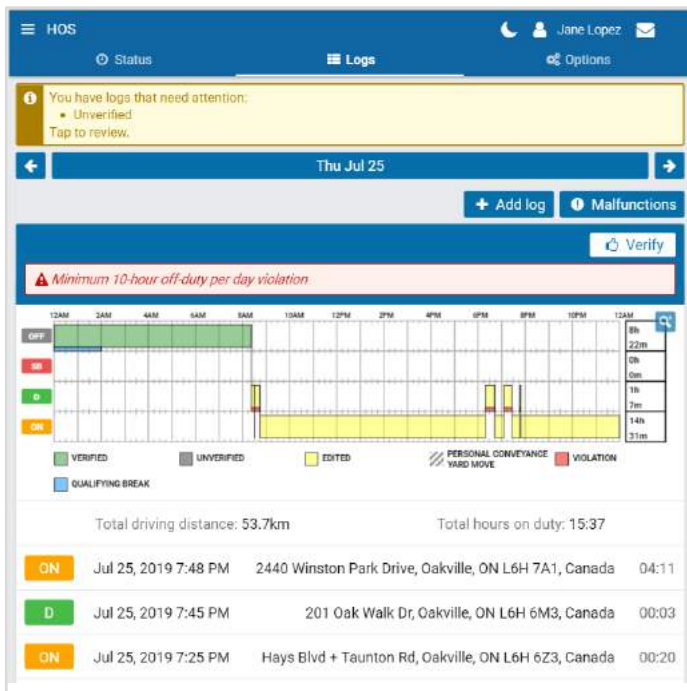 HOS Jane Lopez
Status Logs Options
You have logs that need attention:
• Unverified
Tap to review.
Thu Jul 25
+ Add log Malfunctions
Verify
Minimum 10-hour off-duty per day violation
12AM 2AM 4AM 6AM 8AM 10AM 12PM 2PM 4PM 6PM 8PM 10PM 12AM
OFF 8h
22m
SB 0h
0m
D 1h
7m
ON 14h
31m
VERIFIED UNVERIFIED EDITED PERSONAL CONVEYANCE VIOLATION
YARD MOVE
QUALIFYING BREAK
Total driving distance: 53.7km Total hours on duty: 15:37
ON Jul 25, 2019 7:48 PM 2440 Winston Park Drive, Oakville, ON L6H 7A1, Canada 04:11
D Jul 25, 2019 7:45 PM 201 Oak Walk Dr, Oakville, ON L6H 6M3, Canada 00:03
ON Jul 25, 2019 7:25 PM Hays Blvd + Taunton Rd, Oakville, ON L6H 6Z3, Canada 00:20